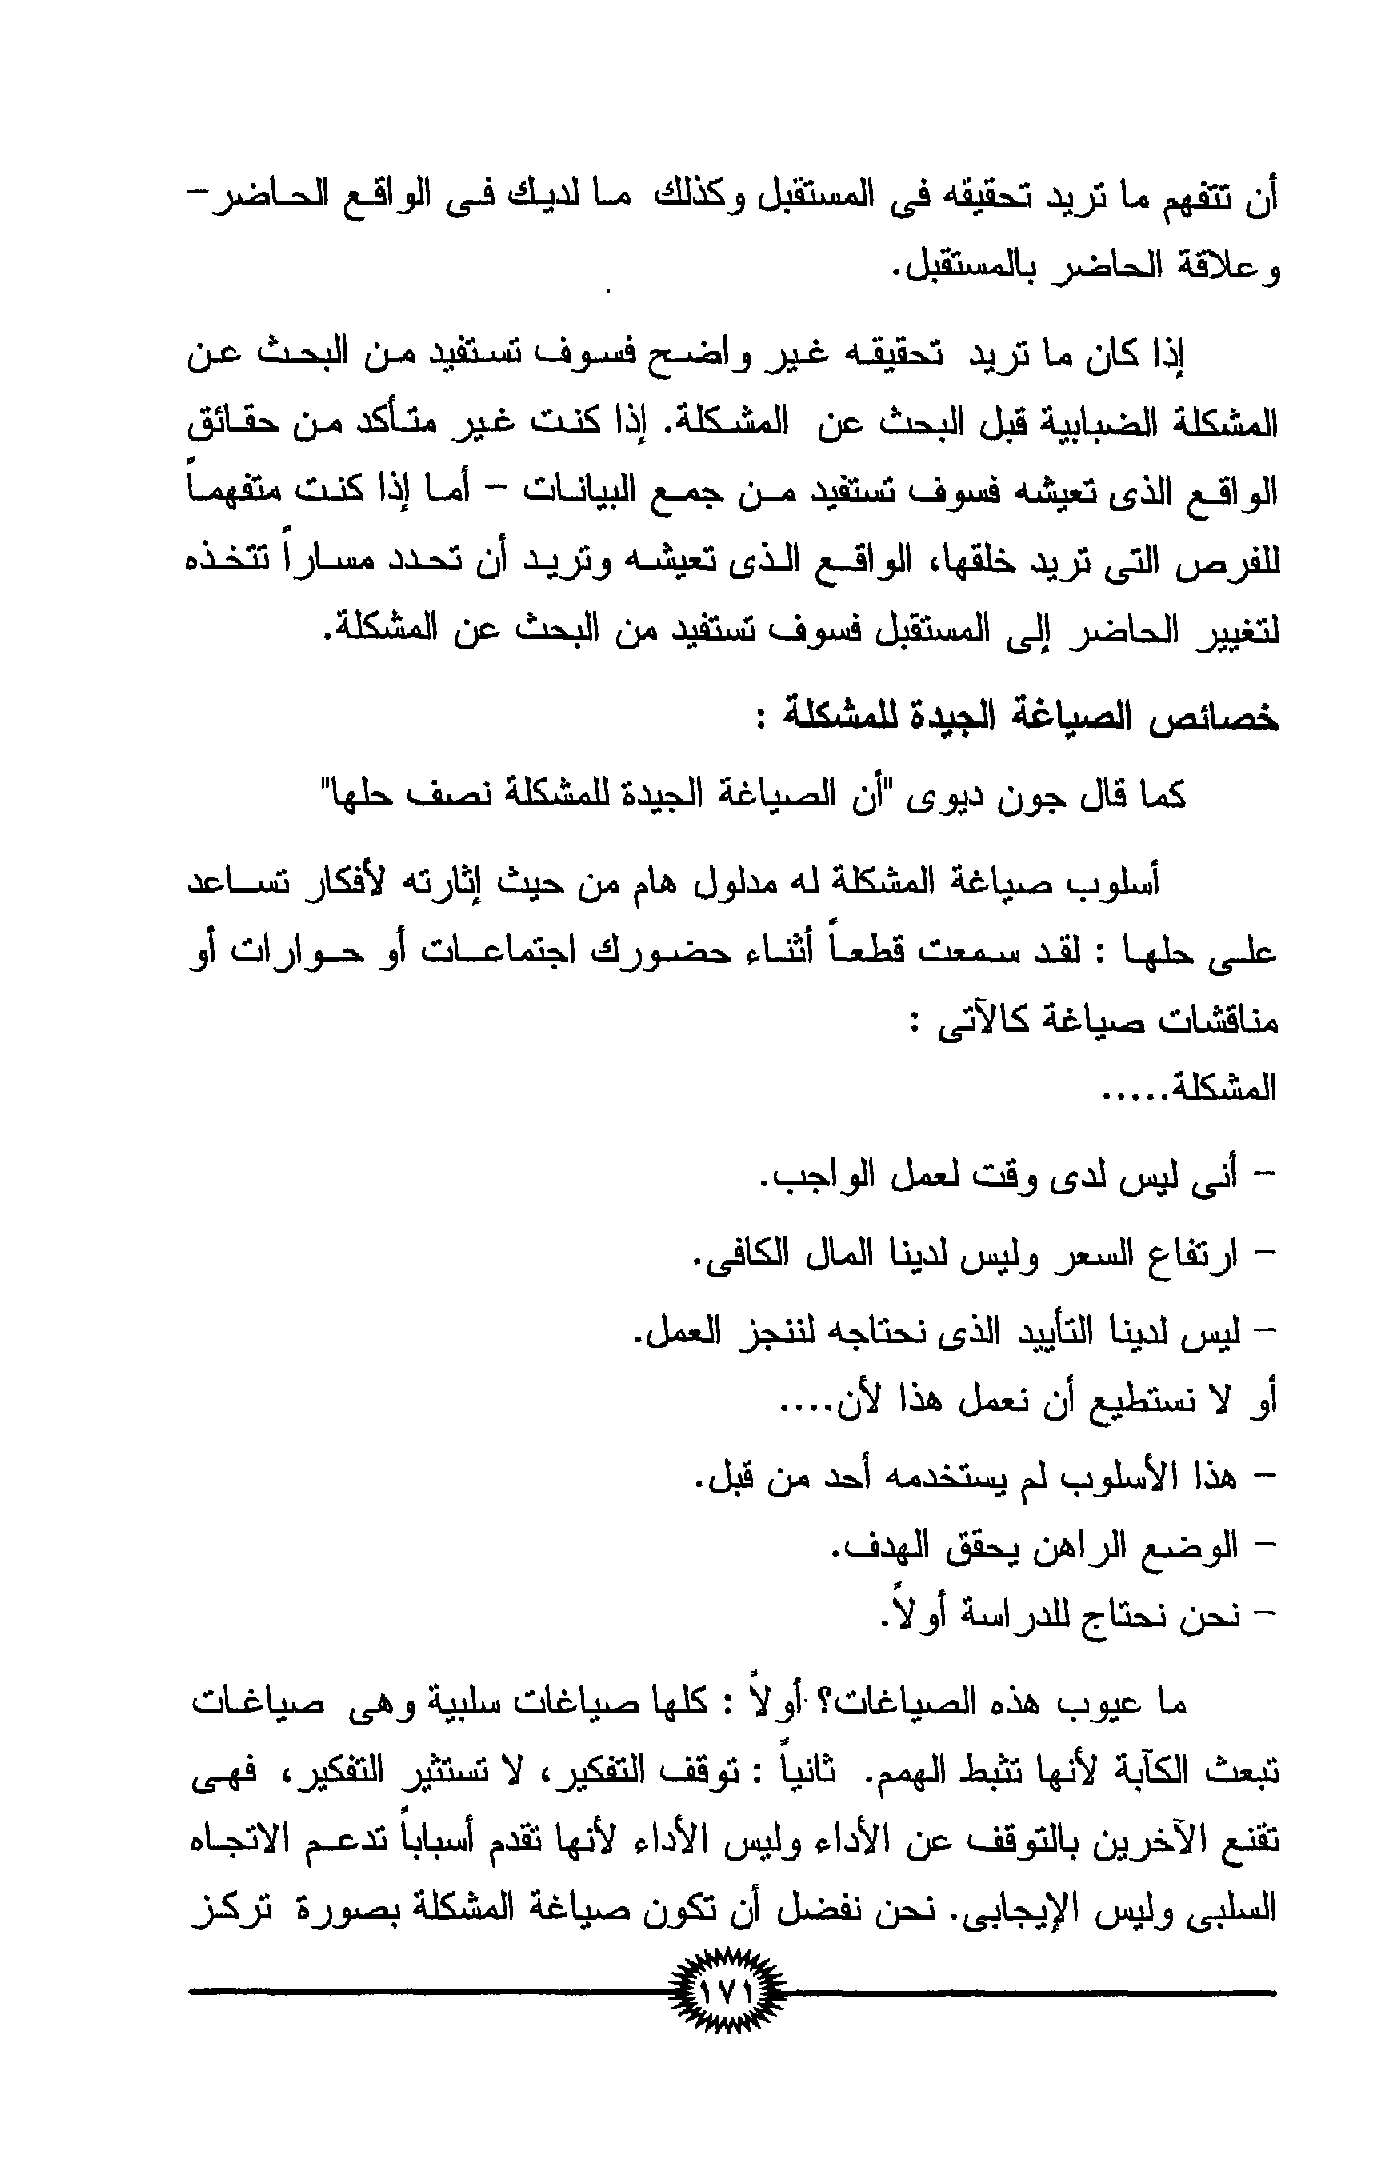 أن تتفهم ما تريد تحقيقه فى المستقبل وكذلك ما لديك فى الواقع الحاضر-
وعلاقة الحاضر بالمستقبل.
إذا كان ما تريد تحقيقه غير واضح فسوف تستفيد من البحث عن
المشكلة الضبابية قبل البحث عن المشكلة. إذا كنت غير متأكد من حقائق
الواقع الذى تعيشه فسوف تستفيد من جمع البيانات - أما إذا كنت متفهماً
للفرص التى تريد خلقها، الواقع الذى تعيشه وتريد أن تحدد مساراً تتخذه
لتغيير الحاضر إلى المستقبل فسوف تستفيد من البحث عن المشكلة.
خصائص الصياغة الجيدة للمشكلة :
كما قال جون ديوى "أن الصياغة الجيدة للمشكلة نصف حلها"
أسلوب صياغة المشكلة له مدلول هام من حيث إثارته لأفكار تساعد
على حلها : لقد سمعت قطعاً أثناء حضورك اجتماعات أو حوارات أو
مناقشات صياغة كالآتى :
المشكلة.....
- أنى ليس لدى وقت لعمل الواجب.
- ارتفاع السعر وليس لدينا المال الكافى.
- ليس لدينا التأييد الذى نحتاجه لننجز العمل.
أو لا نستطيع أن نعمل هذا لأن....
- هذا الأسلوب لم يستخدمه أحد من قبل.
- الوضع الراهن يحقق الهدف.
- نحن نحتاج للدراسة أولاً.
ما عيوب هذه الصياغات؟ أولاً : كلها صياغات سلبية وهى صياغات
تبعث الكآبة لأنها تثبط الهمم. ثانياً : توقف التفكير، لا تستثير التفكير، فهى
تقنع الآخرين بالتوقف عن الأداء وليس الأداء لأنها تقدم أسباباً تدعم الاتجاه
السلبى وليس الإيجابى. نحن نفضل أن تكون صياغة المشكلة بصورة تركز
١٧١